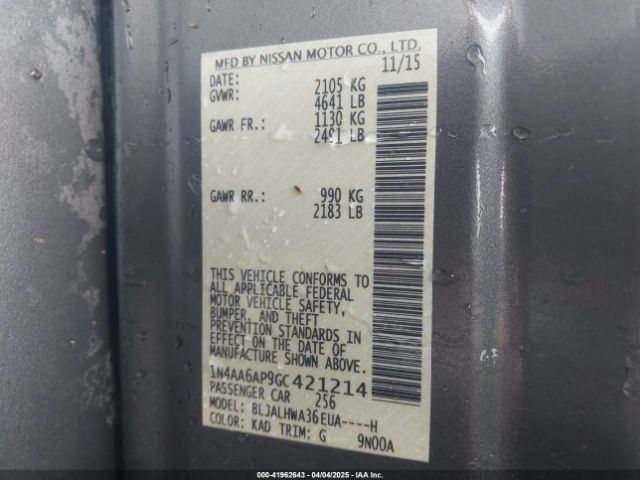 MFD BY NISSAN MOTOR CO., LTD.
DATE: 11/15
GVWR: 2105 KG
4641 LB
GAWR FR.: 1130 KG
2491 LB
GAWR RR.: 990 KG
2183 LB
THIS VEHICLE CONFORMS TO
ALL APPLICABLE FEDERAL
MOTOR VEHICLE SAFETY,
BUMPER, AND THEFT
PREVENTION STANDARDS IN
EFFECT ON THE DATE OF
MANUFACTURE SHOWN ABOVE.
1N4AA6AP9GC421214
PASSENGER CAR 256
MODEL: BLJALHWA36EUA----H
COLOR: KAD TRIM: G 9N00A
000-41962643 - 04/04/2025 - IAAI.COM